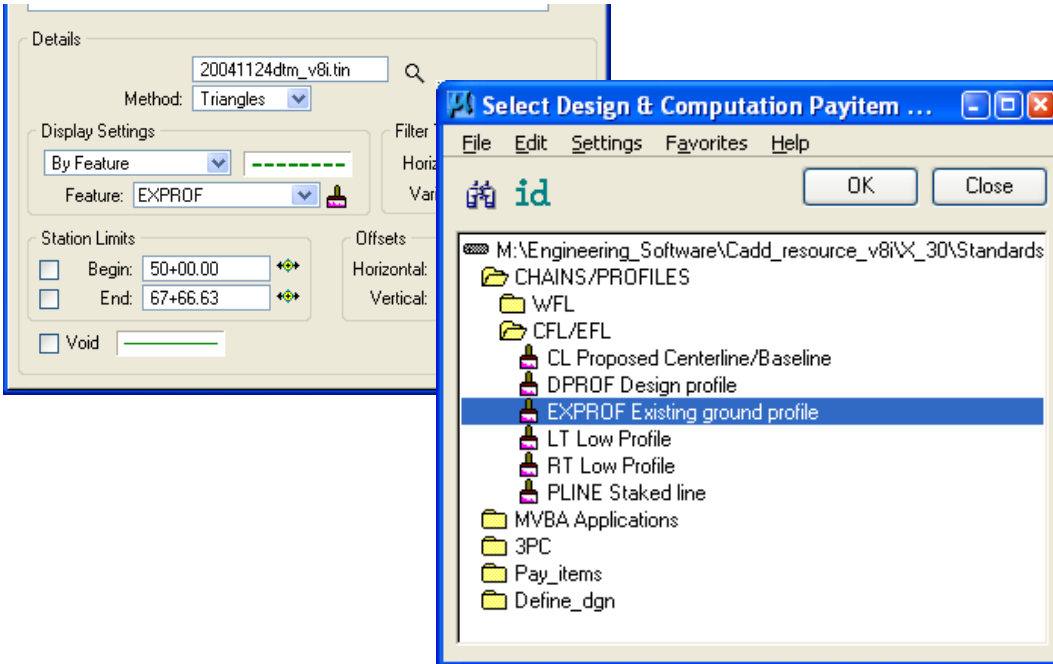 Details
20041124dtm_v8i.tin
Method: Triangles
Display Settings
By Feature
Feature: EXPROF
Filter
Horiz
Vari
Station Limits
Begin: 50+00.00
End: 67+66.63
Offsets
Horizontal:
Vertical:
Void
Select Design & Computation Payitem ...
File Edit Settings Favorites Help
id OK Close
M:\Engineering_Software\Cadd_resource_v8i\X_30\Standards
CHAINS/PROFILES
WFL
CFL/EFL
CL Proposed Centerline/Baseline
DPROF Design profile
EXPROF Existing ground profile
LT Low Profile
RT Low Profile
PLINE Staked line
MVBA Applications
3PC
Pay_items
Define_dgn